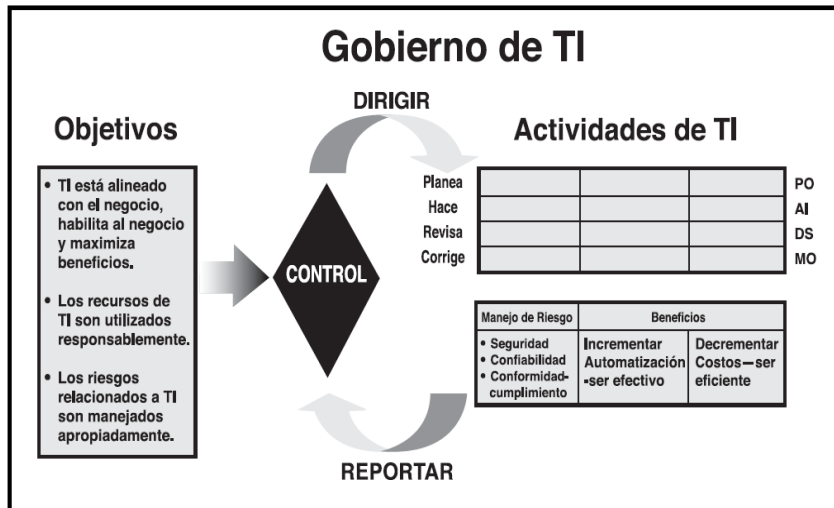 Gobierno de TI
DIRIGIR
Objetivos
Actividades de TI
• TI está alineado
con el negocio,
habilita al negocio
y maximiza
beneficios.
• Los recursos de
TI son utilizados
responsablemente.
• Los riesgos
relacionados a TI
son manejados
apropiadamente.
CONTROL
Planea
Hace
Revisa
Corrige
PO
AI
DS
MO
Manejo de Riesgo
• Seguridad
• Confiabilidad
• Conformidad-
cumplimiento
Beneficios
Incrementar
Automatización
-ser efectivo
Decrementar
Costos—ser
eficiente
REPORTAR